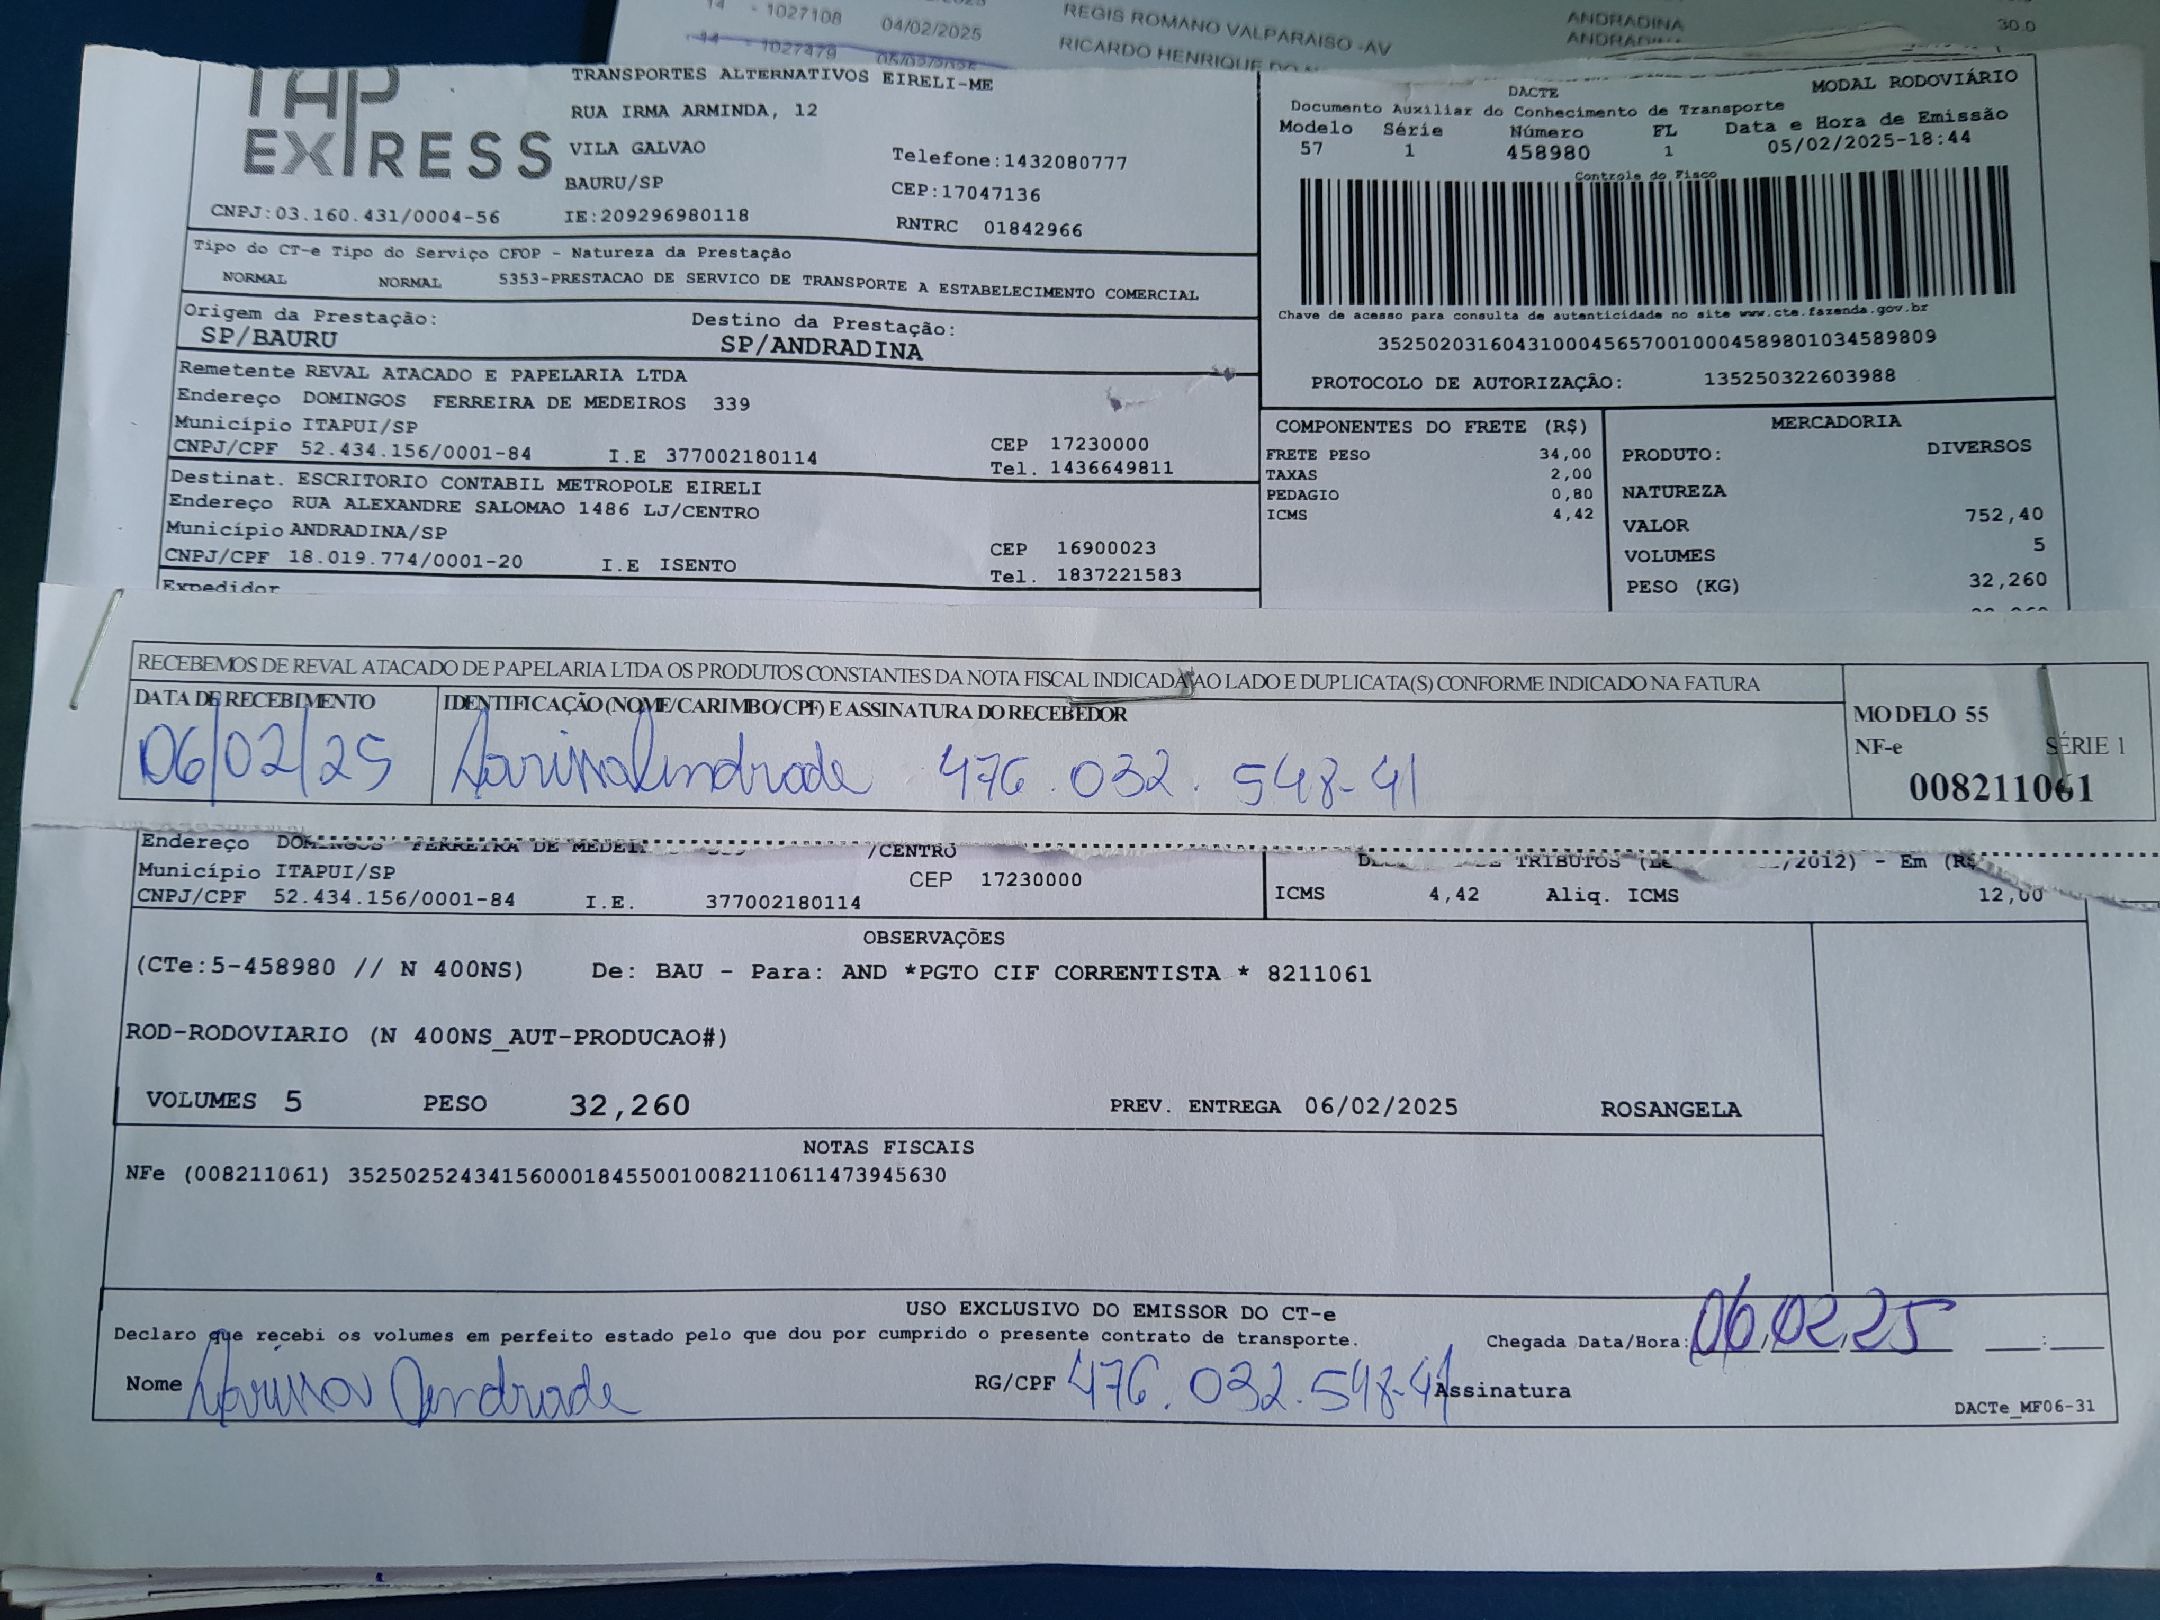 14 - 1027108 04/02/2025 REGIS ROMANO VALPARAISO -AV ANDRADINA 30.0
14 - 1027479 05/02/2025 RICARDO HENRIQUE DO ANDRADINA
TAP EXPRESS
TRANSPORTES ALTERNATIVOS EIRELI-ME
RUA IRMA ARMINDA, 12
VILA GALVAO Telefone:1432080777
BAURU/SP CEP:17047136
CNPJ:03.160.431/0004-56 IE:209296980118 RNTRC 01842966
DACTE MODAL RODOVIÁRIO
Documento Auxiliar do Conhecimento de Transporte
Modelo Série Número FL Data e Hora de Emissão
57 1 458980 1 05/02/2025-18:44
Controle do Fisco
Chave de acesso para consulta de autenticidade no site www.cte.fazenda.gov.br
35250203160431000456570010004589801034589809
PROTOCOLO DE AUTORIZAÇÃO: 135250322603988
Tipo do CT-e Tipo do Serviço CFOP - Natureza da Prestação
NORMAL NORMAL 5353-PRESTACAO DE SERVICO DE TRANSPORTE A ESTABELECIMENTO COMERCIAL
Origem da Prestação: Destino da Prestação:
SP/BAURU SP/ANDRADINA
Remetente REVAL ATACADO E PAPELARIA LTDA
Endereço DOMINGOS FERREIRA DE MEDEIROS 339
Município ITAPUI/SP CEP 17230000
CNPJ/CPF 52.434.156/0001-84 I.E 377002180114 Tel. 1436649811
Destinat. ESCRITORIO CONTABIL METROPOLE EIRELI
Endereço RUA ALEXANDRE SALOMAO 1486 LJ/CENTRO
Município ANDRADINA/SP CEP 16900023
CNPJ/CPF 18.019.774/0001-20 I.E ISENTO Tel. 1837221583
Expedidor
COMPONENTES DO FRETE (R$)
FRETE PESO 34,00
TAXAS 2,00
PEDAGIO 0,80
ICMS 4,42
MERCADORIA
PRODUTO: DIVERSOS
NATUREZA
VALOR 752,40
VOLUMES 5
PESO (KG) 32,260
RECEBEMOS DE REVAL ATACADO DE PAPELARIA LTDA OS PRODUTOS CONSTANTES DA NOTA FISCAL INDICADA AO LADO E DUPLICATA(S) CONFORME INDICADO NA FATURA
DATA DE RECEBIMENTO IDENTIFICAÇÃO (NOME/CARIMBO/CPF) E ASSINATURA DO RECEBEDOR
06/02/25 Larissa Andrade 476.032.548-41
MODELO 55
NF-e SÉRIE 1
008211061
Endereço DOMINGOS FERREIRA DE MEDEI /CENTRO
Município ITAPUI/SP CEP 17230000
CNPJ/CPF 52.434.156/0001-84 I.E. 377002180114
TRIBUTOS /2012) - Em (R$
ICMS 4,42 Aliq. ICMS 12,00
OBSERVAÇÕES
(CTe:5-458980 // N 400NS) De: BAU - Para: AND *PGTO CIF CORRENTISTA * 8211061
ROD-RODOVIARIO (N 400NS_AUT-PRODUCAO#)
VOLUMES 5 PESO 32,260 PREV. ENTREGA 06/02/2025 ROSANGELA
NOTAS FISCAIS
NFe (008211061) 35250252434156000184550010082110611473945630
USO EXCLUSIVO DO EMISSOR DO CT-e
Declaro que recebi os volumes em perfeito estado pelo que dou por cumprido o presente contrato de transporte. Chegada Data/Hora: 06/02/25 :
Nome Larissa Andrade RG/CPF 476.032.548-41 Assinatura
DACTe_MF06-31